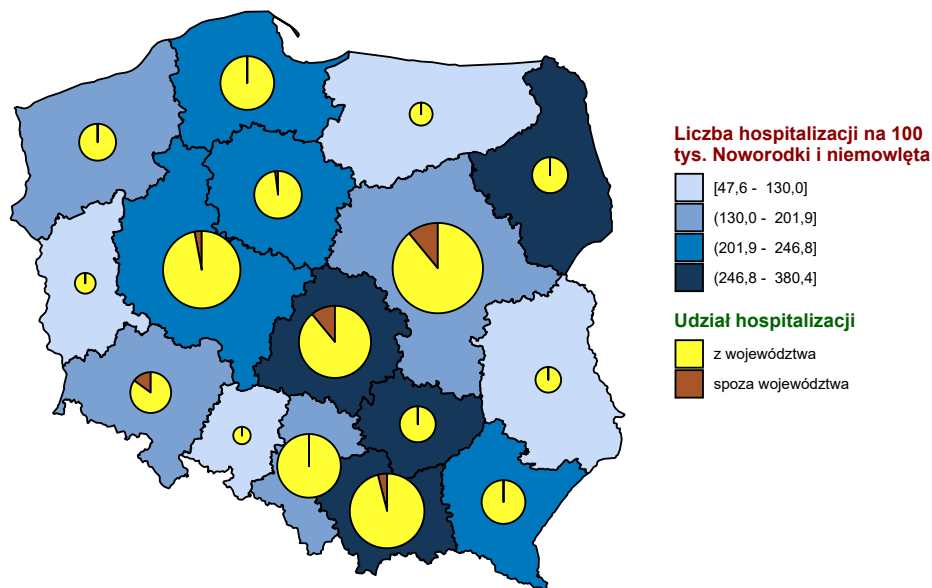 Liczba hospitalizacji na 100
tys. Noworodki i niemowlęta
[47,6 - 130,0]
(130,0 - 201,9]
(201,9 - 246,8]
(246,8 - 380,4]
Udział hospitalizacji
z województwa
spoza województwa